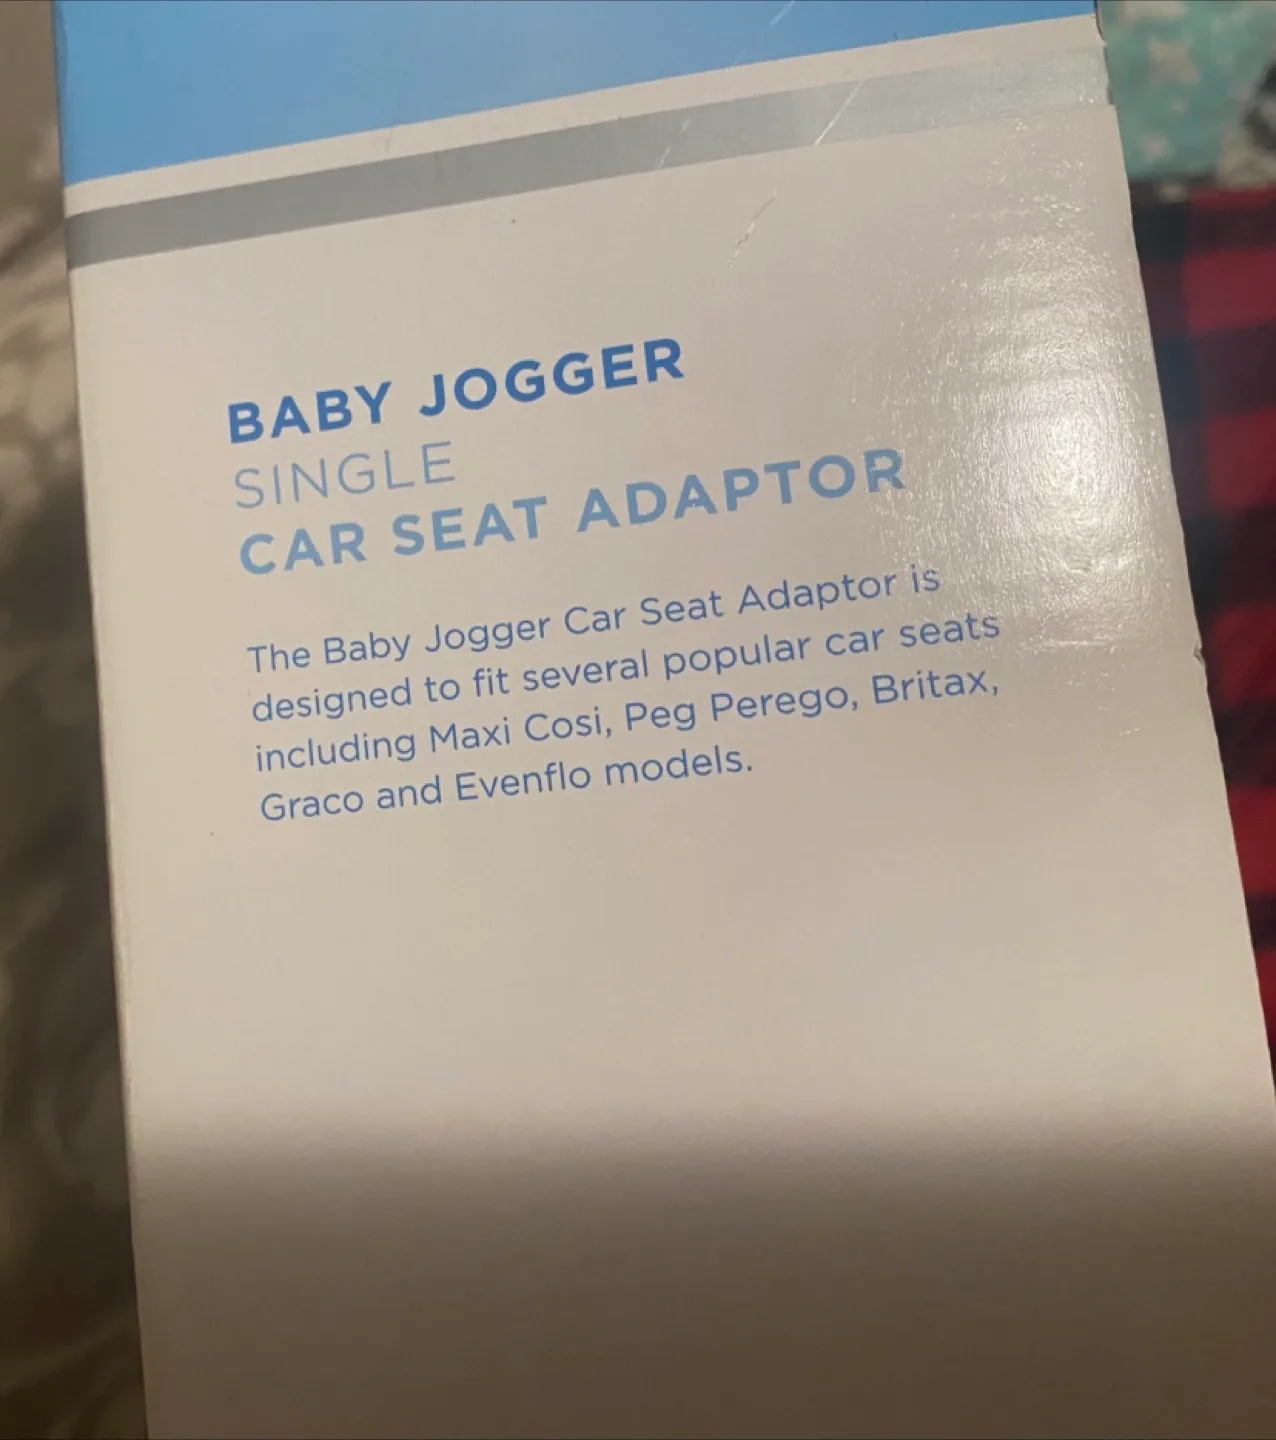 BABY JOGGER
SINGLE
CAR SEAT ADAPTOR
The Baby Jogger Car Seat Adaptor is
designed to fit several popular car seats
including Maxi Cosi, Peg Perego, Britax,
Graco and Evenflo models.